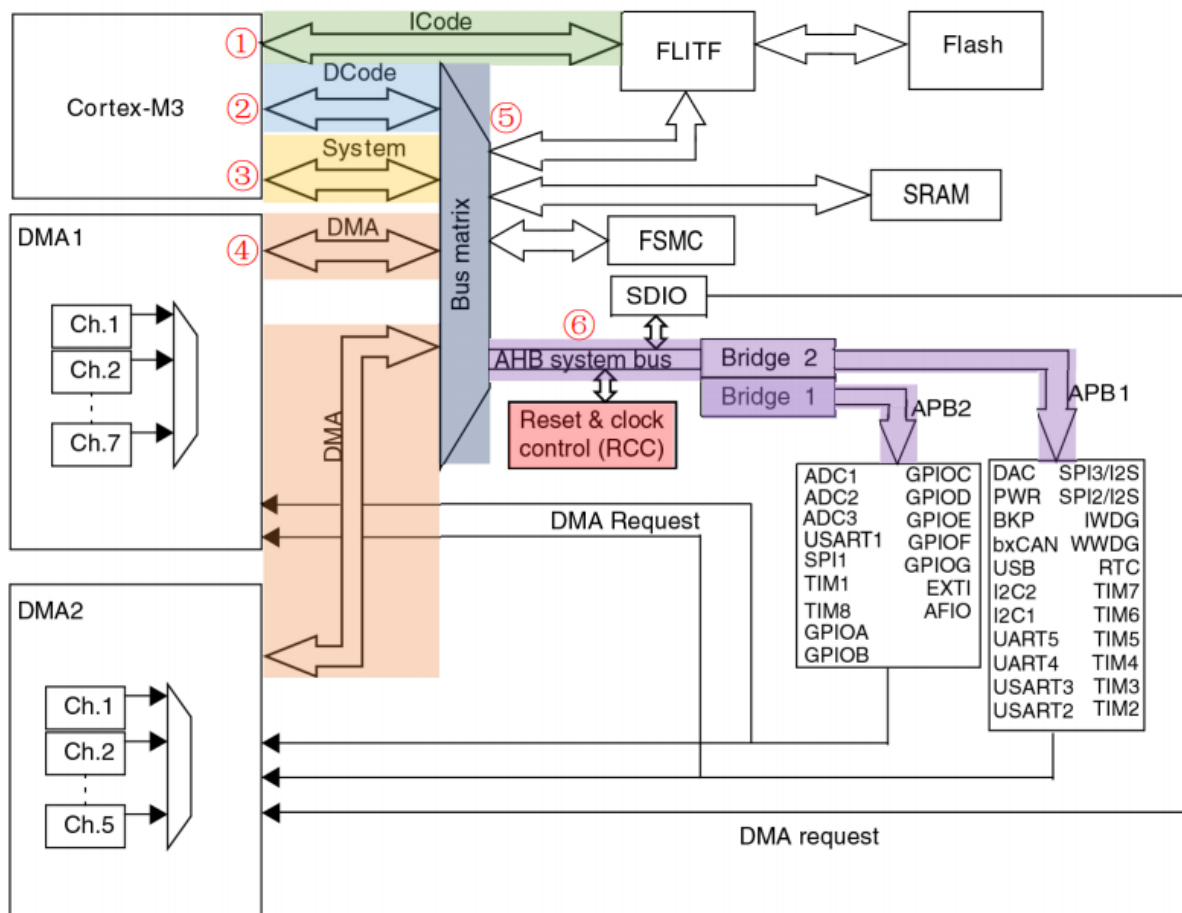 ICode
①
FLITF
Flash
DCode
Cortex-M3
②
⑤
System
③
SRAM
DMA1
DMA
④
FSMC
Bus matrix
SDIO
Ch.1
⑥
Ch.2
AHB system bus
Bridge 2
Bridge 1
APB1
APB2
Ch.7
DMA
Reset & clock
control (RCC)
ADC1 GPIOC
ADC2 GPIOD
ADC3 GPIOE
USART1 GPIOF
SPI1 GPIOG
TIM1 EXTI
TIM8 AFIO
GPIOA
GPIOB
DAC SPI3/I2S
PWR SPI2/I2S
BKP IWDG
bxCAN WWDG
USB RTC
I2C2 TIM7
I2C1 TIM6
UART5 TIM5
UART4 TIM4
USART3 TIM3
USART2 TIM2
DMA Request
DMA2
Ch.1
Ch.2
Ch.5
DMA request